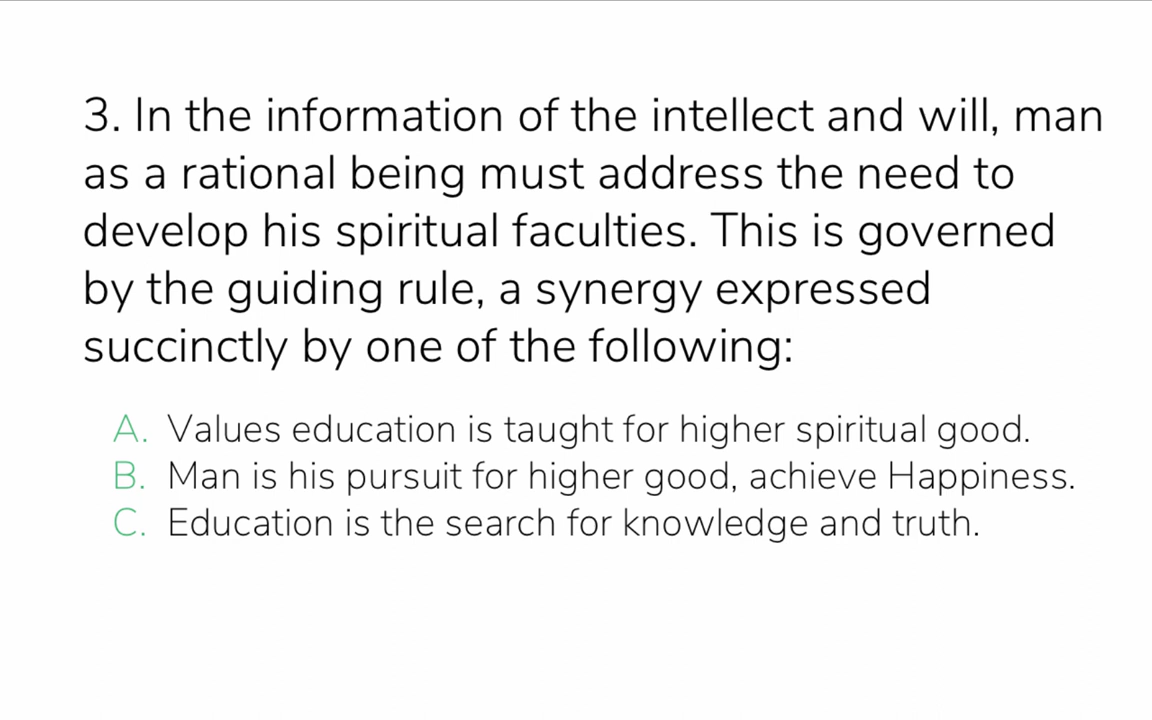 3. In the information of the intellect and will, man
as a rational being must address the need to
develop his spiritual faculties. This is governed
by the guiding rule, a synergy expressed
succinctly by one of the following:
A. Values education is taught for higher spiritual good.
B. Man is his pursuit for higher good, achieve Happiness.
C. Education is the search for knowledge and truth.